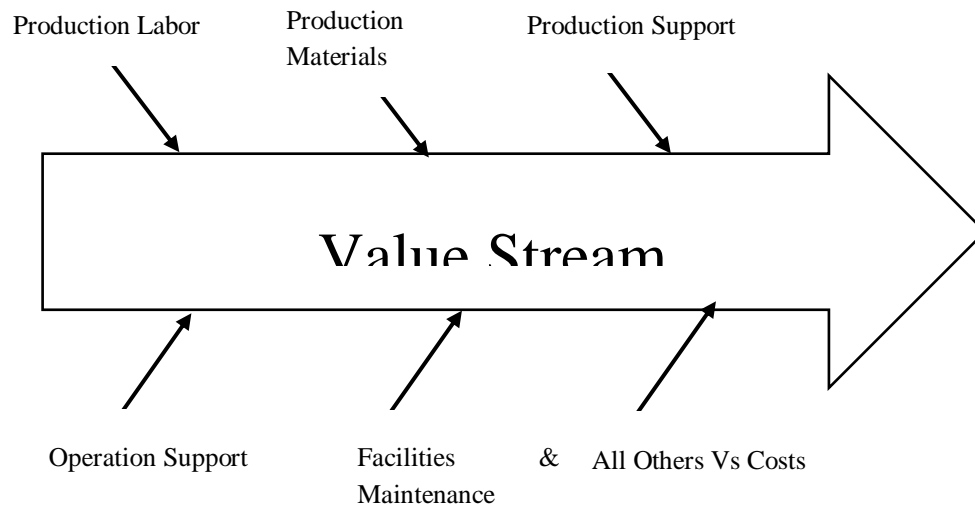 Production Labor
Production
Materials
Production Support
Value Stream
Operation Support
Facilities &
Maintenance
All Others Vs Costs